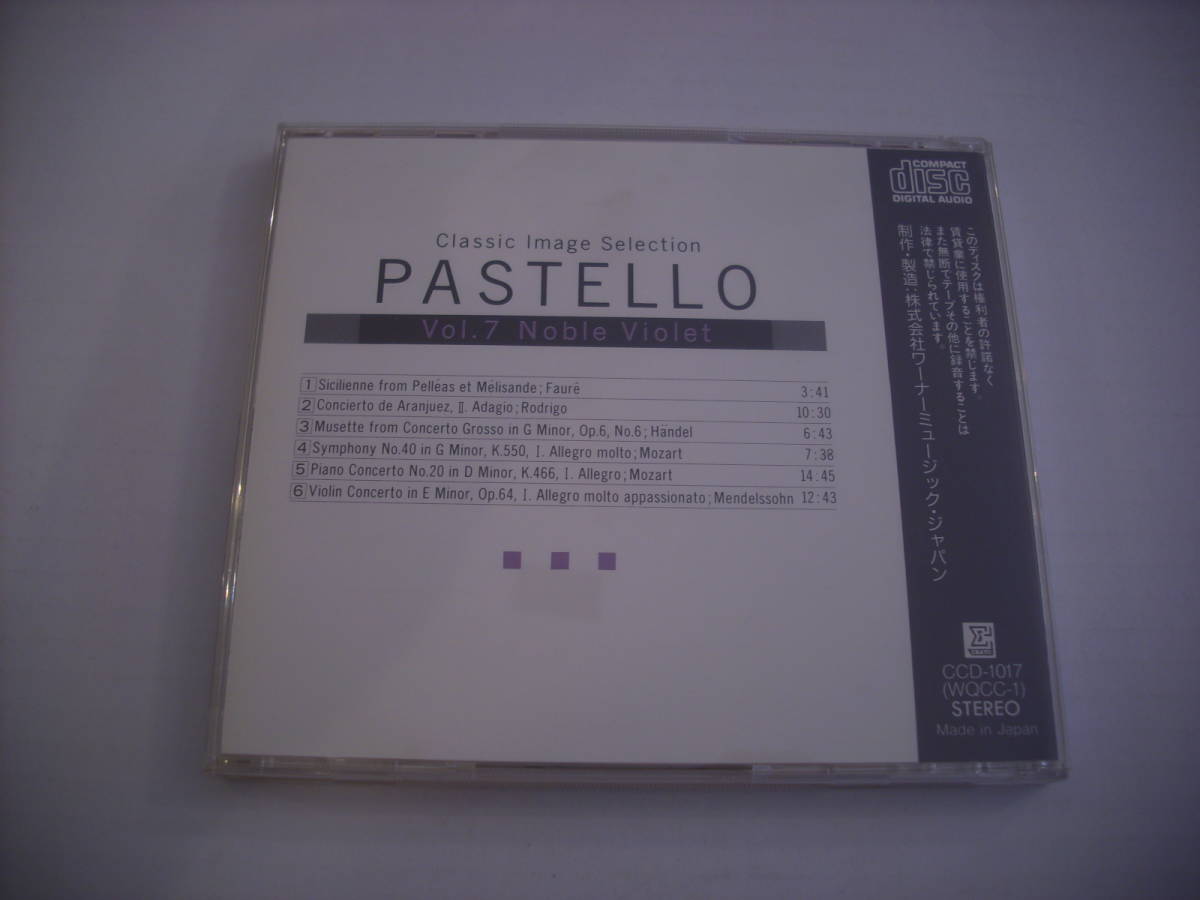 Classic Image Selection
PASTELLO
Vol.7 Noble Violet
1 Sicilienne from Pelléas et Mélisande; Fauré 3:41
2 Concierto de Aranjuez, Ⅱ. Adagio; Rodrigo 10:30
3 Musette from Concerto Grosso in G Minor, Op.6, No.6; Händel 6:43
4 Symphony No.40 in G Minor, K.550, Ⅰ. Allegro molto; Mozart 7:38
5 Piano Concerto No.20 in D Minor, K.466, Ⅰ. Allegro; Mozart 14:45
6 Violin Concerto in E Minor, Op.64, Ⅰ. Allegro molto appassionato; Mendelssohn 12:43
COMPACT
disc
DIGITAL AUDIO
このディスクは権利者の許諾なく
賃貸業に使用することを禁じます。
また無断でテープその他に録音することは
法律で禁じられています。
制作・製造:株式会社ワーナーミュージック・ジャパン
ERATO
CCD-1017
(WQCC-1)
STEREO
Made in Japan